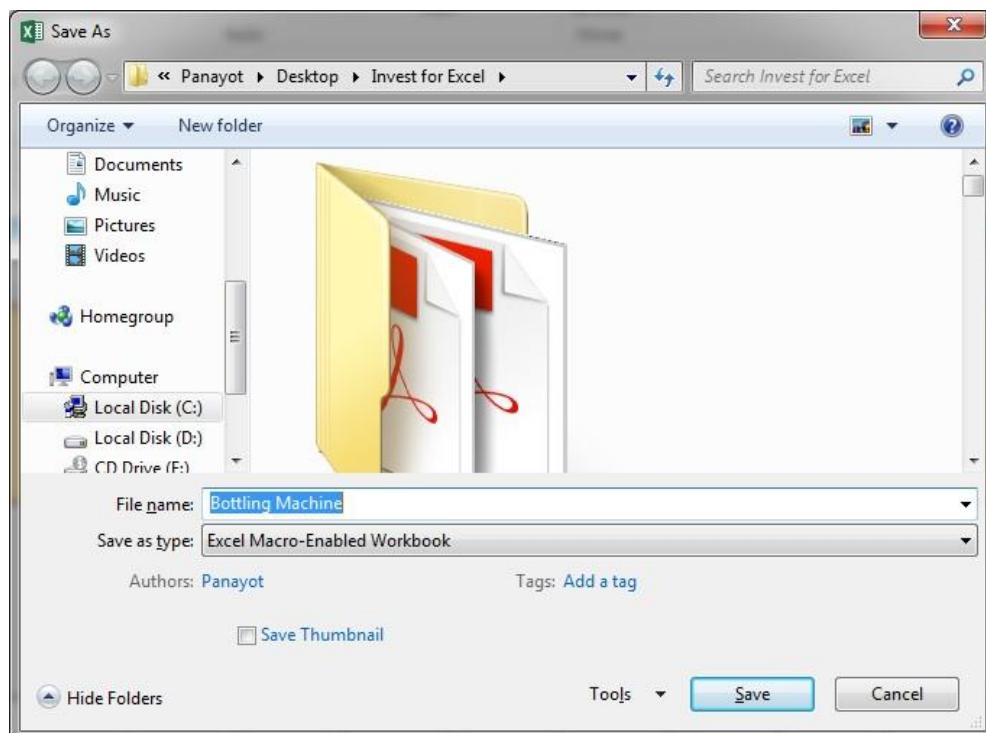 Save As
« Panayot ▸ Desktop ▸ Invest for Excel ▸ Search Invest for Excel
Organize New folder
Documents
Music
Pictures
Videos
Homegroup
Computer
Local Disk (C:)
Local Disk (D:)
CD Drive (F:)
File name: Bottling Machine
Save as type: Excel Macro-Enabled Workbook
Authors: Panayot Tags: Add a tag
Save Thumbnail
Hide Folders Tools Save Cancel